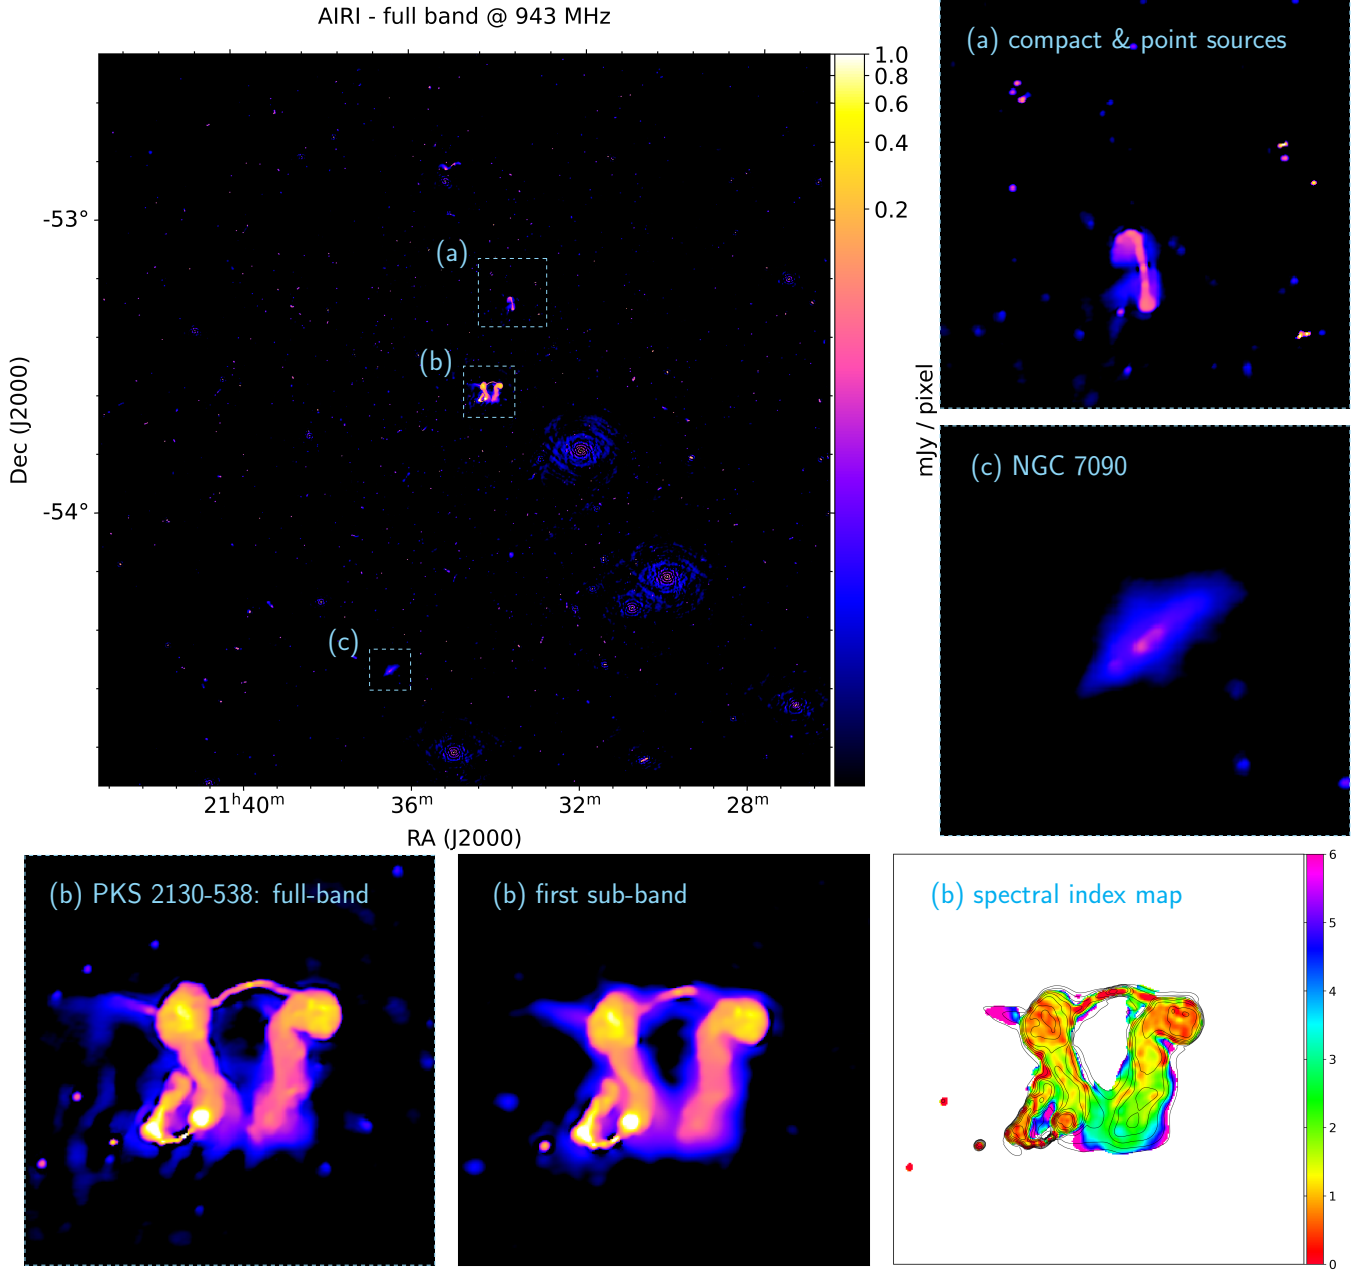 AIRI - full band @ 943 MHz
(a) compact & point sources
1.0
0.8
0.6
0.4
0.2
-53°
-54°
(a)
(b)
(c)
Dec (J2000)
mJy / pixel
(c) NGC 7090
21ʰ40ᵐ
36ᵐ
32ᵐ
28ᵐ
RA (J2000)
(b) PKS 2130-538: full-band
(b) first sub-band
(b) spectral index map
6
5
4
3
2
1
0